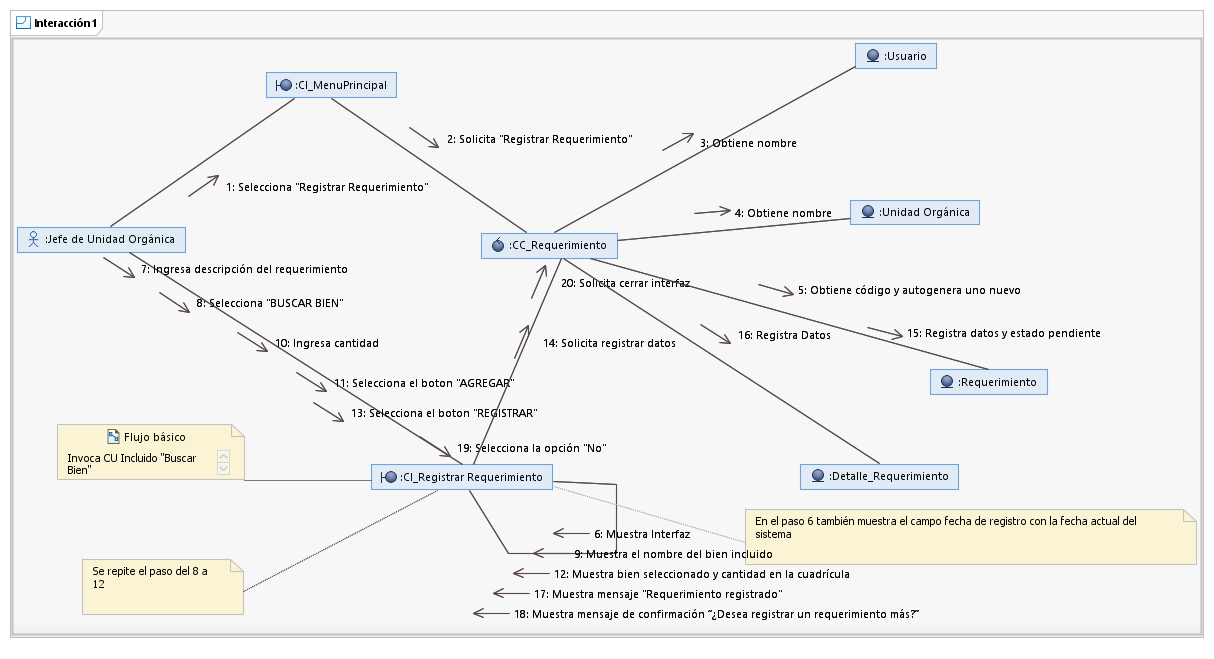 Interacción1
:Usuario
:CI_MenuPrincipal
2: Solicita "Registrar Requerimiento"
3: Obtiene nombre
1: Selecciona "Registrar Requerimiento"
4: Obtiene nombre
:Unidad Orgánica
:Jefe de Unidad Orgánica
:CC_Requerimiento
7: Ingresa descripción del requerimiento
20: Solicita cerrar interfaz
5: Obtiene código y autogenera uno nuevo
8: Selecciona "BUSCAR BIEN"
16: Registra Datos
15: Registra datos y estado pendiente
10: Ingresa cantidad
14: Solicita registrar datos
11: Selecciona el boton "AGREGAR"
:Requerimiento
13: Selecciona el boton "REGISTRAR"
Flujo básico
Invoca CU Incluido "Buscar
Bien"
19: Selecciona la opción "No"
:CI_Registrar Requerimiento
:Detalle_Requerimiento
En el paso 6 también muestra el campo fecha de registro con la fecha actual del
sistema
6: Muestra Interfaz
9: Muestra el nombre del bien incluido
Se repite el paso del 8 a
12
12: Muestra bien seleccionado y cantidad en la cuadrícula
17: Muestra mensaje "Requerimiento registrado"
18: Muestra mensaje de confirmación "¿Desea registrar un requerimiento más?"